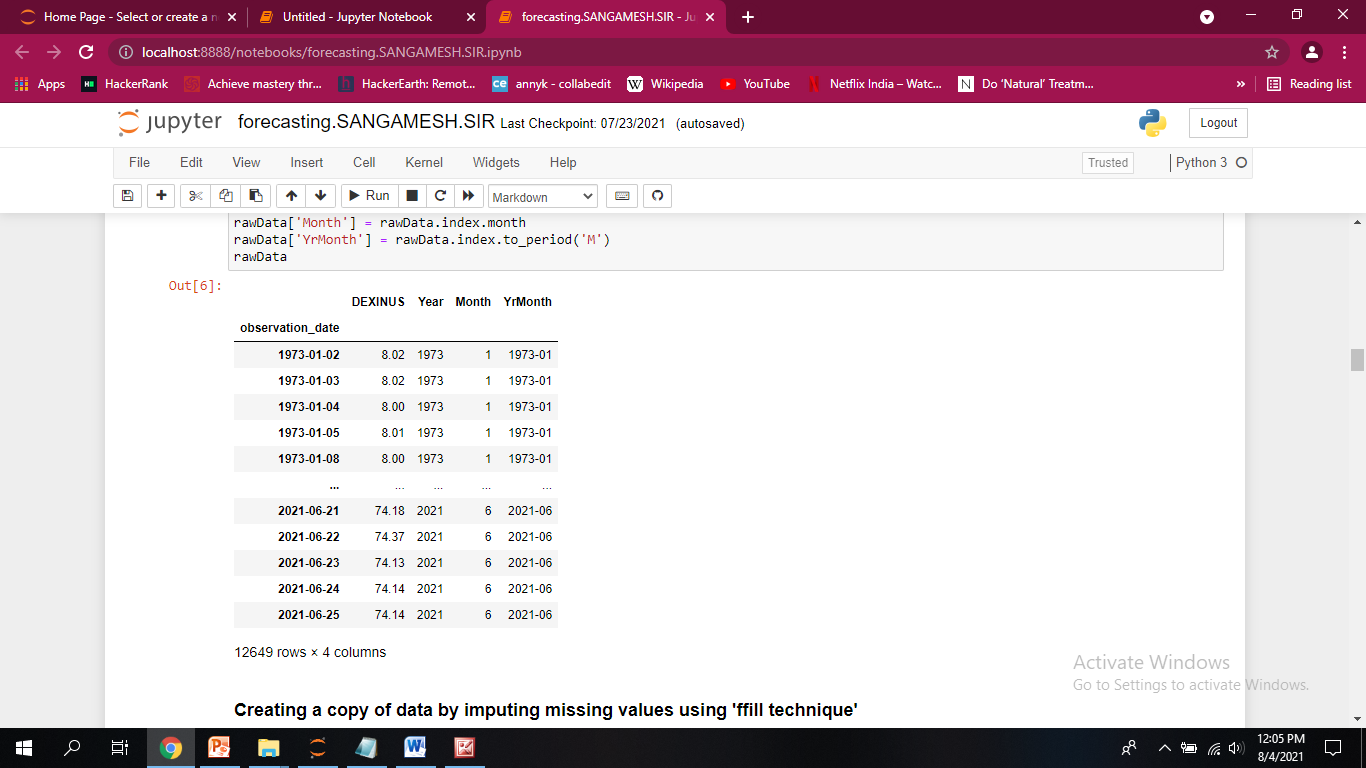 Home Page - Select or create a n
Untitled - Jupyter Notebook
forecasting.SANGAMESH.SIR - Ju
localhost:8888/notebooks/forecasting.SANGAMESH.SIR.ipynb
Apps
HackerRank
Achieve mastery thr...
HackerEarth: Remot...
ce annyk - collabedit
W Wikipedia
YouTube
Netflix India – Watc...
N Do ‘Natural’ Treatm...
»
Reading list
jupyter forecasting.SANGAMESH.SIR Last Checkpoint: 07/23/2021 (autosaved)
Logout
File Edit View Insert Cell Kernel Widgets Help
Trusted
Python 3
Run
Markdown
rawData['Month'] = rawData.index.month
rawData['YrMonth'] = rawData.index.to_period('M')
rawData
Out[6]:
DEXINUS Year Month YrMonth
observation_date
1973-01-02 8.02 1973 1 1973-01
1973-01-03 8.02 1973 1 1973-01
1973-01-04 8.00 1973 1 1973-01
1973-01-05 8.01 1973 1 1973-01
1973-01-08 8.00 1973 1 1973-01
... ... ... ... ...
2021-06-21 74.18 2021 6 2021-06
2021-06-22 74.37 2021 6 2021-06
2021-06-23 74.13 2021 6 2021-06
2021-06-24 74.14 2021 6 2021-06
2021-06-25 74.14 2021 6 2021-06
12649 rows × 4 columns
Activate Windows
Go to Settings to activate Windows.
Creating a copy of data by imputing missing values using 'ffill technique'
12:05 PM
8/4/2021